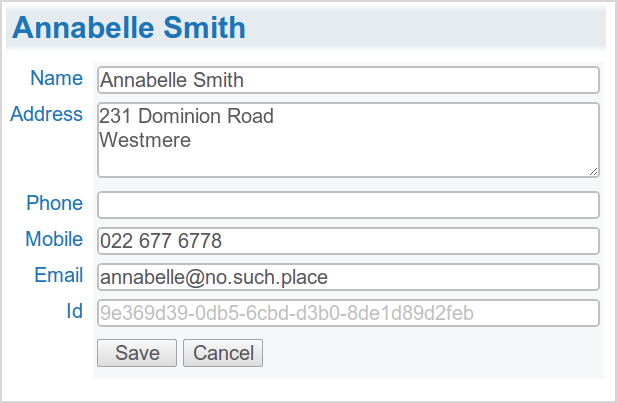 Annabelle Smith
Name Annabelle Smith
Address 231 Dominion Road
Westmere
Phone
Mobile 022 677 6778
Email annabelle@no.such.place
Id 9e369d39-0db5-6cbd-d3b0-8de1d89d2feb
Save Cancel